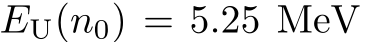 E_U(n_0) = 5.25 MeV